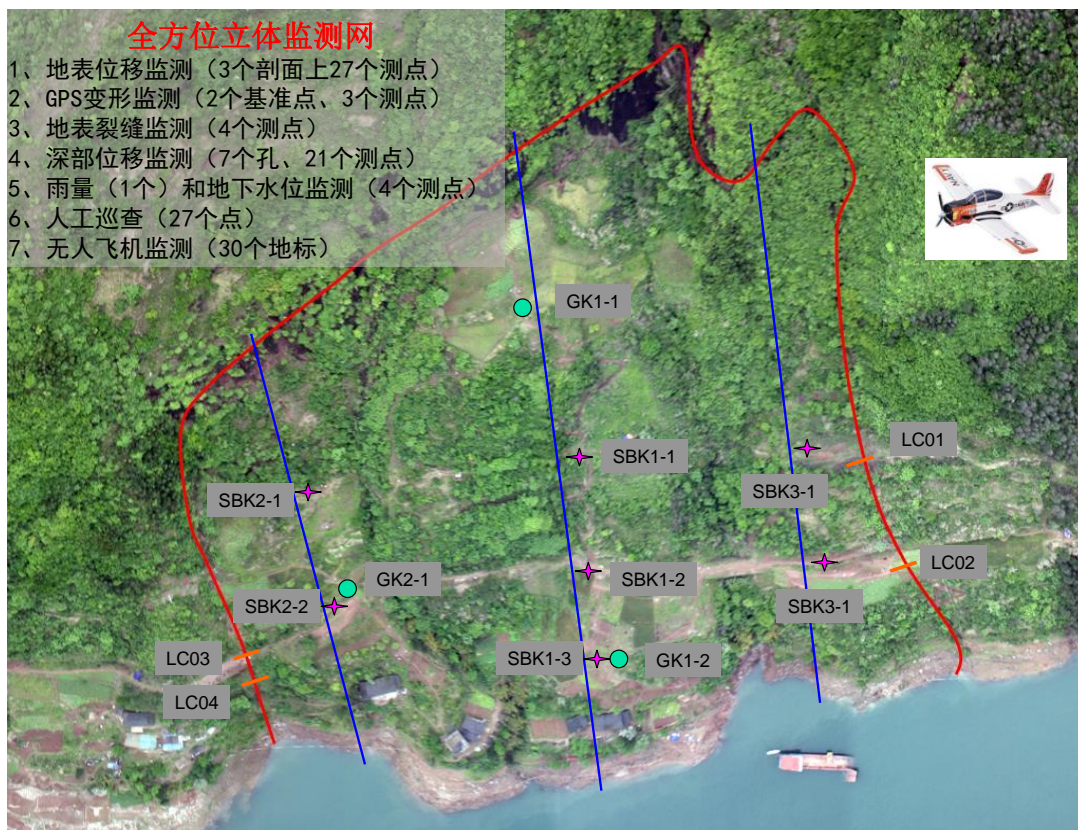 全方位立体监测网
1、地表位移监测（3个剖面上27个测点）
2、GPS变形监测（2个基准点、3个测点）
3、地表裂缝监测（4个测点）
4、深部位移监测（7个孔、21个测点）
5、雨量（1个）和地下水位监测（4个测点）
6、人工巡查（27个点）
7、无人飞机监测（30个地标）
GK1-1
LC01
SBK1-1
SBK3-1
SBK2-1
LC02
GK2-1
SBK1-2
SBK2-2
SBK3-1
LC03
SBK1-3
GK1-2
LC04